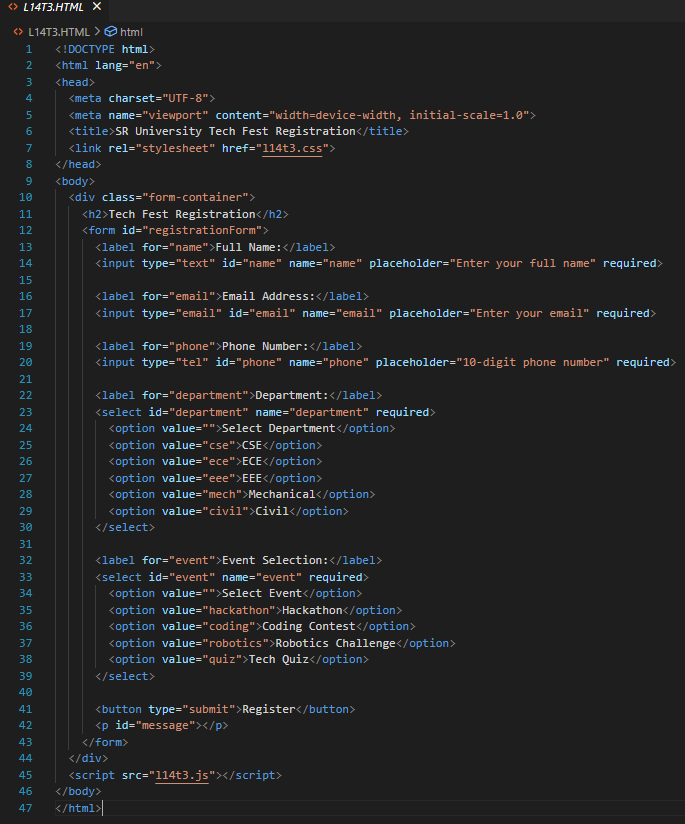 L14T3.HTML
L14T3.HTML > html
1 <!DOCTYPE html>
2 <html lang="en">
3 <head>
4 <meta charset="UTF-8">
5 <meta name="viewport" content="width=device-width, initial-scale=1.0">
6 <title>SR University Tech Fest Registration</title>
7 <link rel="stylesheet" href="l14t3.css">
8 </head>
9 <body>
10 <div class="form-container">
11 <h2>Tech Fest Registration</h2>
12 <form id="registrationForm">
13 <label for="name">Full Name:</label>
14 <input type="text" id="name" name="name" placeholder="Enter your full name" required>
15
16 <label for="email">Email Address:</label>
17 <input type="email" id="email" name="email" placeholder="Enter your email" required>
18
19 <label for="phone">Phone Number:</label>
20 <input type="tel" id="phone" name="phone" placeholder="10-digit phone number" required>
21
22 <label for="department">Department:</label>
23 <select id="department" name="department" required>
24 <option value="">Select Department</option>
25 <option value="cse">CSE</option>
26 <option value="ece">ECE</option>
27 <option value="eee">EEE</option>
28 <option value="mech">Mechanical</option>
29 <option value="civil">Civil</option>
30 </select>
31
32 <label for="event">Event Selection:</label>
33 <select id="event" name="event" required>
34 <option value="">Select Event</option>
35 <option value="hackathon">Hackathon</option>
36 <option value="coding">Coding Contest</option>
37 <option value="robotics">Robotics Challenge</option>
38 <option value="quiz">Tech Quiz</option>
39 </select>
40
41 <button type="submit">Register</button>
42 <p id="message"></p>
43 </form>
44 </div>
45 <script src="l14t3.js"></script>
46 </body>
47 </html>